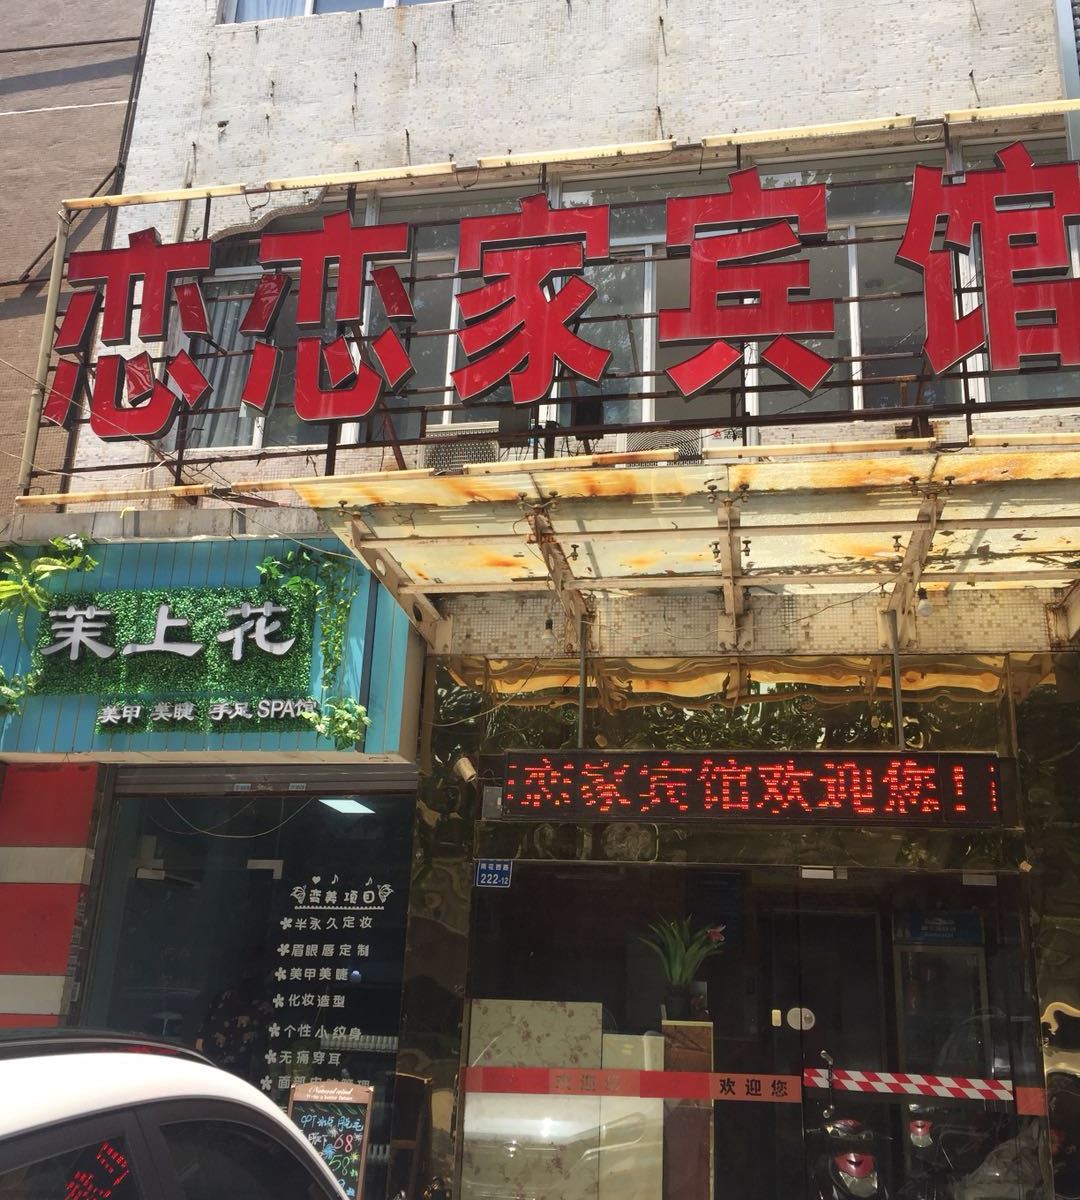 恋恋家宾馆
茉上花
美甲 美睫 手足 SPA馆
恋家宾馆欢迎您!
222-12
变美项目
半永久定妆
眉眼唇定制
美甲美睫
化妆造型
个性小纹身
无痛穿耳
欢迎您
欢迎您
68
58